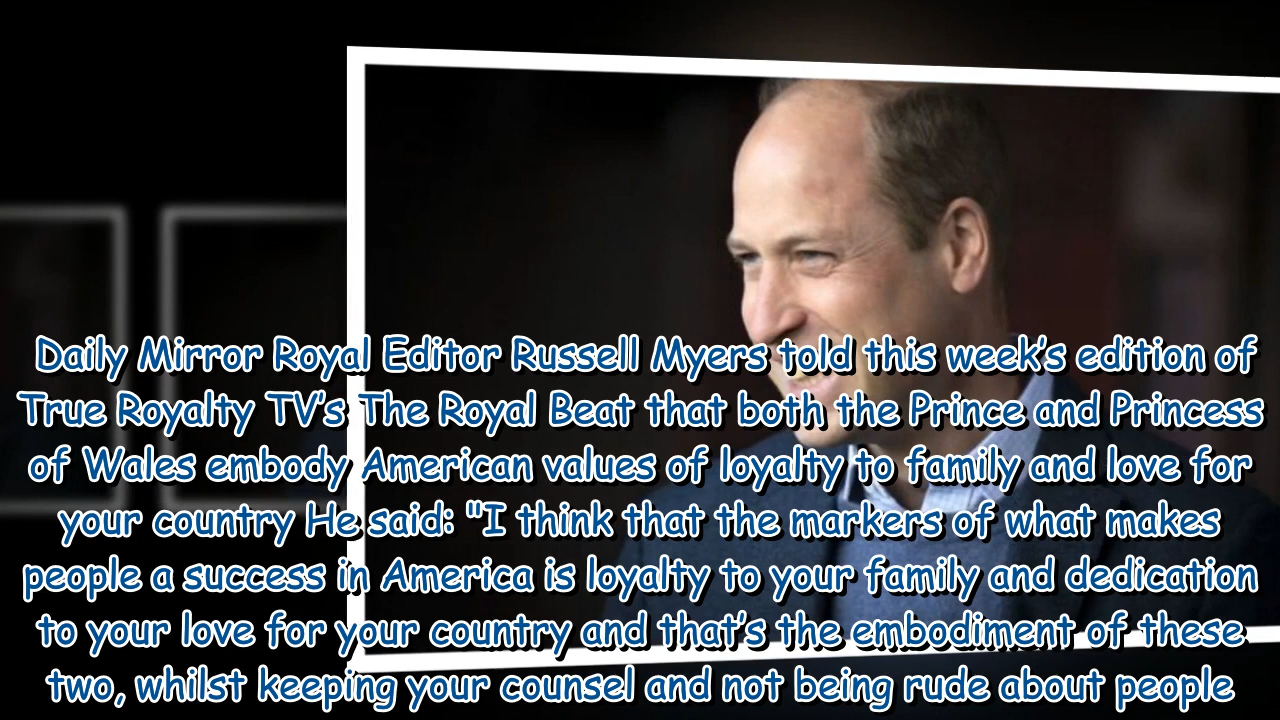 Daily Mirror Royal Editor Russell Myers told this week's edition of
True Royalty TV's The Royal Beat that both the Prince and Princess
of Wales embody American values of loyalty to family and love for
your country He said: "I think that the markers of what makes
people a success in America is loyalty to your family and dedication
to your love for your country and that's the embodiment of these
two, whilst keeping your counsel and not being rude about people